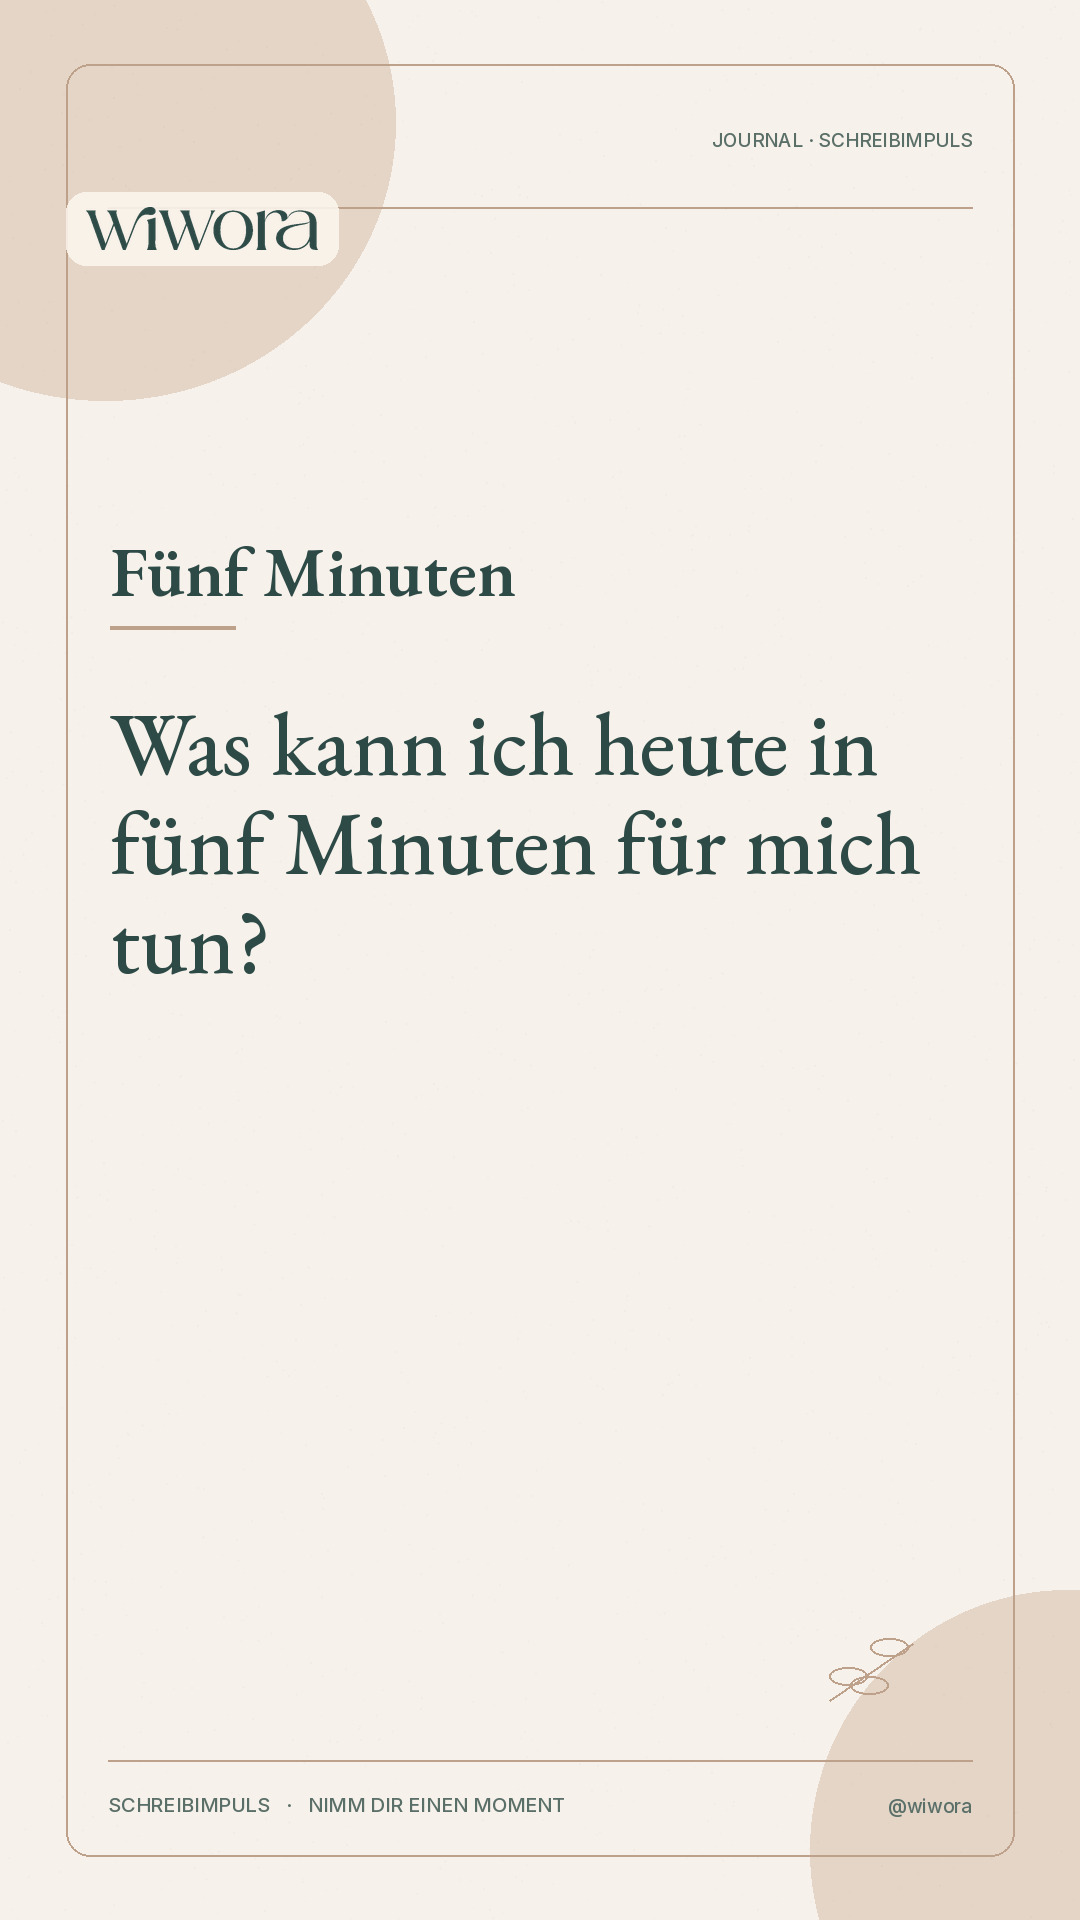 JOURNAL · SCHREIBIMPULS
wiwora
Fünf Minuten
Was kann ich heute in
fünf Minuten für mich
tun?
SCHREIBIMPULS · NIMM DIR EINEN MOMENT
@wiwora